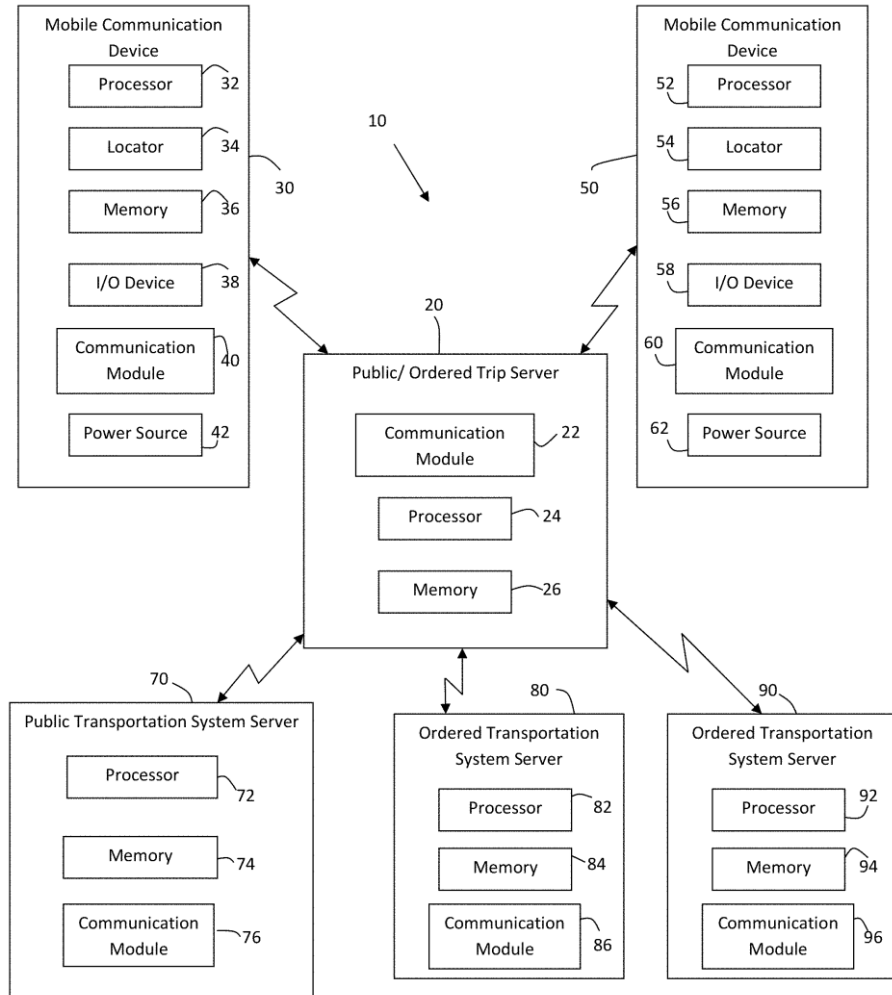 Mobile Communication
Device
Processor
32
Locator
34
30
Memory
36
I/O Device
38
Communication
Module
40
Power Source
42
10
Mobile Communication
Device
52
Processor
54
Locator
50
56
Memory
58
I/O Device
60
Communication
Module
62
Power Source
20
Public/ Ordered Trip Server
Communication
Module
22
Processor
24
Memory
26
70
Public Transportation System Server
Processor
72
Memory
74
Communication
Module
76
80
Ordered Transportation
System Server
Processor
82
Memory
84
Communication
Module
86
90
Ordered Transportation
System Server
Processor
92
Memory
94
Communication
Module
96